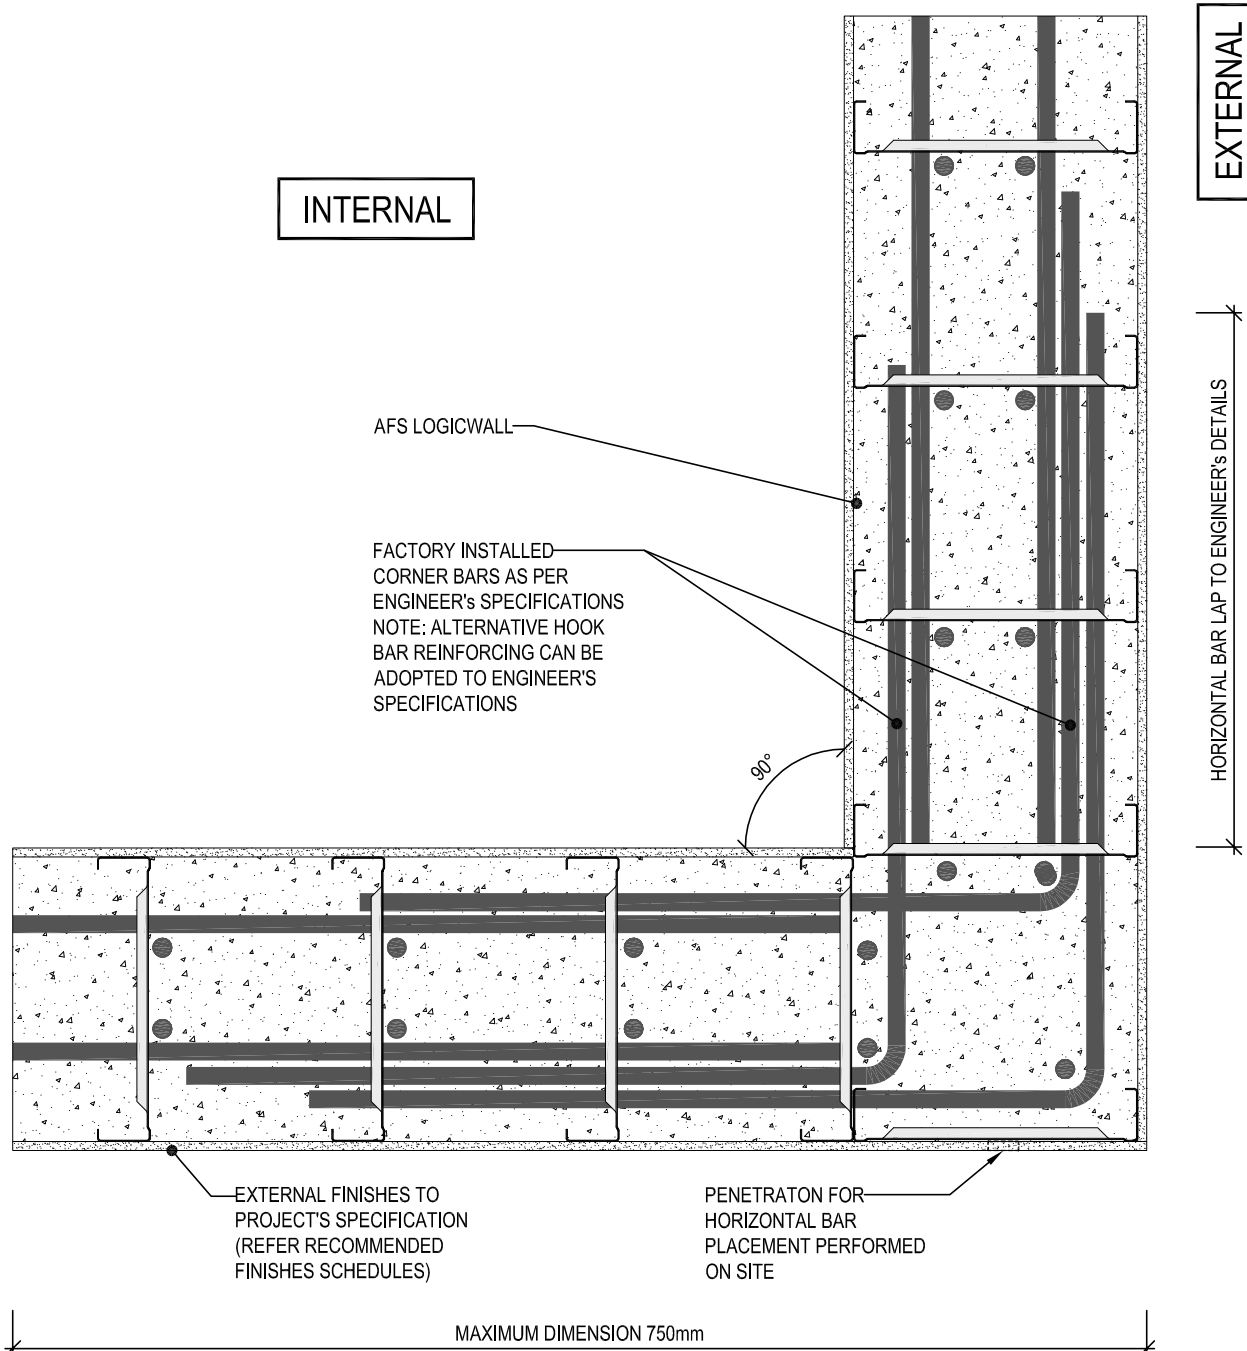 EXTERNAL
INTERNAL
AFS LOGICWALL
FACTORY INSTALLED
CORNER BARS AS PER
ENGINEER's SPECIFICATIONS
NOTE: ALTERNATIVE HOOK
BAR REINFORCING CAN BE
ADOPTED TO ENGINEER'S
SPECIFICATIONS
HORIZONTAL BAR LAP TO ENGINEER's DETAILS
90°
EXTERNAL FINISHES TO
PROJECT'S SPECIFICATION
(REFER RECOMMENDED
FINISHES SCHEDULES)
PENETRATON FOR
HORIZONTAL BAR
PLACEMENT PERFORMED
ON SITE
MAXIMUM DIMENSION 750mm